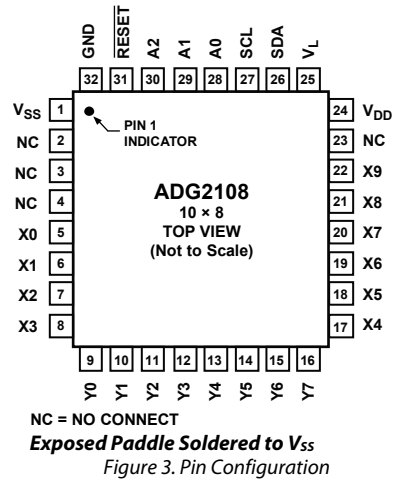 GND
RESET
A2
A1
A0
SCL
SDA
VL
32 31 30 29 28 27 26 25
VSS 1
NC 2
NC 3
NC 4
X0 5
X1 6
X2 7
X3 8
PIN 1
INDICATOR
ADG2108
10 × 8
TOP VIEW
(Not to Scale)
24 VDD
23 NC
22 X9
21 X8
20 X7
19 X6
18 X5
17 X4
9 10 11 12 13 14 15 16
Y0
Y1
Y2
Y3
Y4
Y5
Y6
Y7
NC = NO CONNECT
Exposed Paddle Soldered to VSS
Figure 3. Pin Configuration